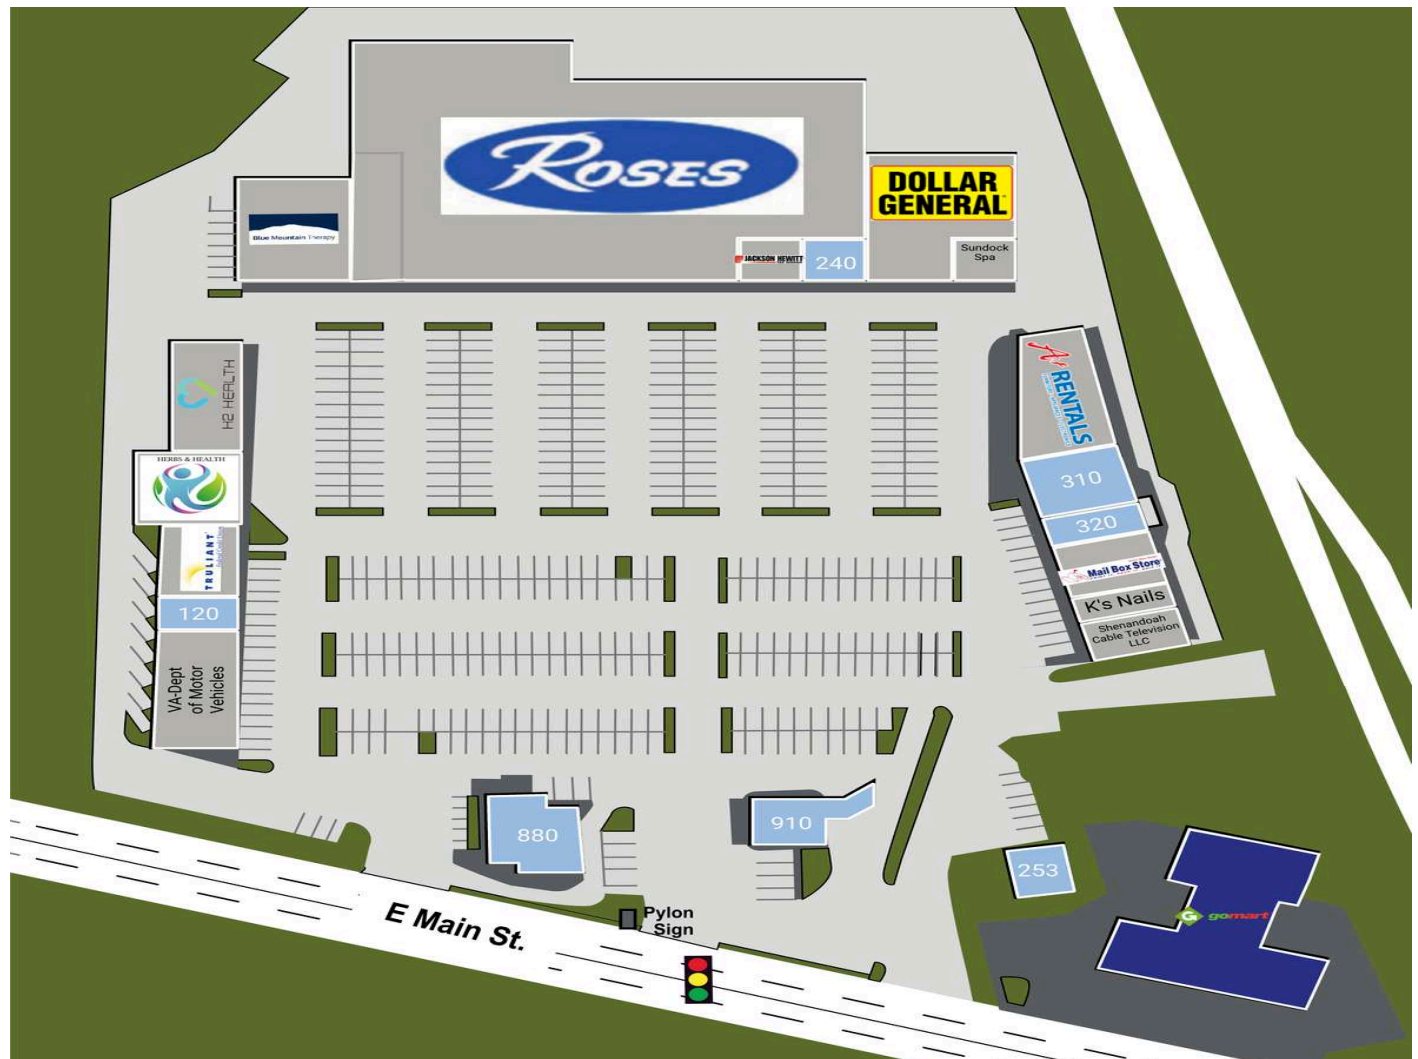 ROSES
DOLLAR
GENERAL
Blue Mountain Therapy
JACKSON HEWITT
240
Sundock
Spa
H2 HEALTH
A+
RENTALS
HERBS & HEALTH
310
320
TRULIANT
Mail Box Store
120
K's Nails
Shenandoah
Cable Television
LLC
VA-Dept
of Motor
Vehicles
880
910
253
Pylon
Sign
E Main St.
G
gomart